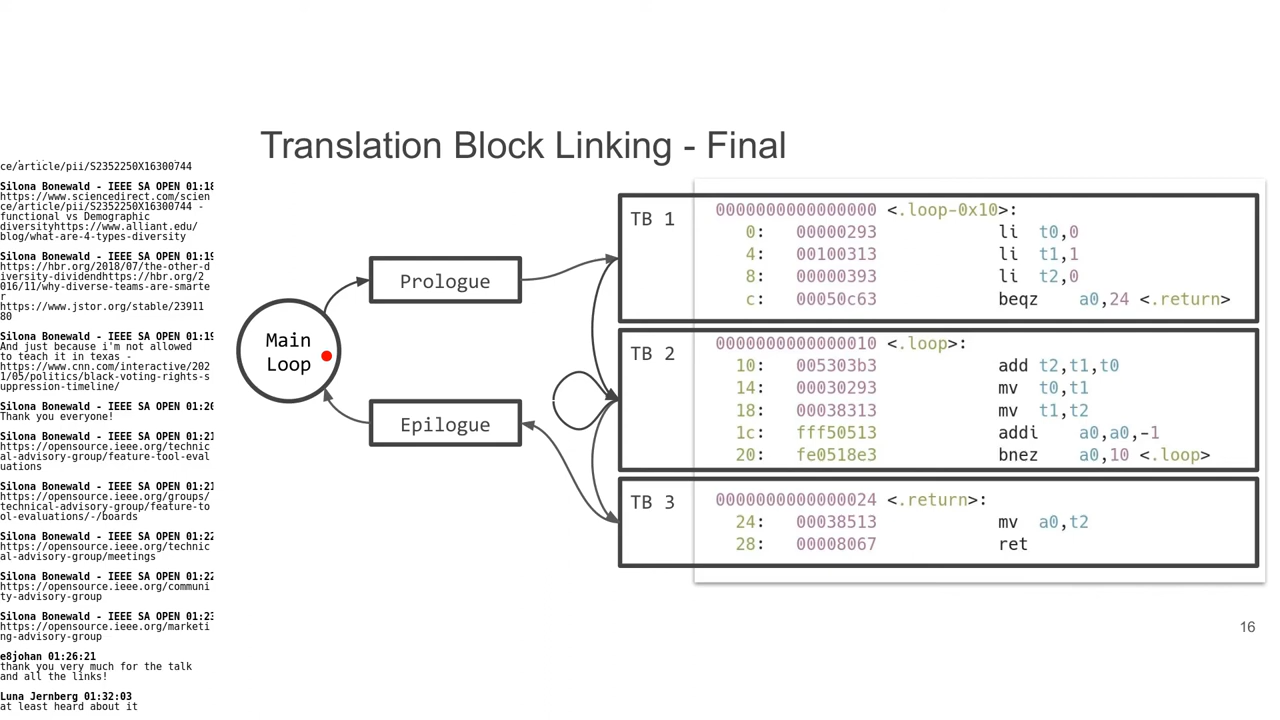 Translation Block Linking - Final
ce/article/pii/S2352250X16300744
Silona Bonewald - IEEE SA OPEN 01:18
https://www.sciencedirect.com/scien
ce/article/pii/S2352250X16300744 -
functional vs Demographic
diversityhttps://www.alliant.edu/
blog/what-are-4-types-diversity
Silona Bonewald - IEEE SA OPEN 01:19
https://hbr.org/2018/07/the-other-d
iversity-dividendhttps://hbr.org/2
016/11/why-diverse-teams-are-smarte
r
https://www.jstor.org/stable/23911
80
Silona Bonewald - IEEE SA OPEN 01:19
And just because i'm not allowed
to teach it in texas -
https://www.cnn.com/interactive/202
1/05/politics/black-voting-rights-s
uppression-timeline/
Silona Bonewald - IEEE SA OPEN 01:20
Thank you everyone!
Silona Bonewald - IEEE SA OPEN 01:21
https://opensource.ieee.org/technic
al-advisory-group/feature-tool-eval
uations
Silona Bonewald - IEEE SA OPEN 01:21
https://opensource.ieee.org/groups/
technical-advisory-group/feature-to
ol-evaluations/-/boards
Silona Bonewald - IEEE SA OPEN 01:22
https://opensource.ieee.org/technic
al-advisory-group/meetings
Silona Bonewald - IEEE SA OPEN 01:22
https://opensource.ieee.org/communi
ty-advisory-group
Silona Bonewald - IEEE SA OPEN 01:23
https://opensource.ieee.org/marketi
ng-advisory-group
e8johan 01:26:21
thank you very much for the talk
and all the links!
Luna Jernberg 01:32:03
at least heard about it
Main
Loop
Prologue
Epilogue
TB 1
0000000000000000 <.loop-0x10>:
0: 00000293 li t0,0
4: 00100313 li t1,1
8: 00000393 li t2,0
c: 00050c63 beqz a0,24 <.return>
TB 2
0000000000000010 <.loop>:
10: 005303b3 add t2,t1,t0
14: 00030293 mv t0,t1
18: 00038313 mv t1,t2
1c: fff50513 addi a0,a0,-1
20: fe0518e3 bnez a0,10 <.loop>
TB 3
0000000000000024 <.return>:
24: 00038513 mv a0,t2
28: 00008067 ret
16